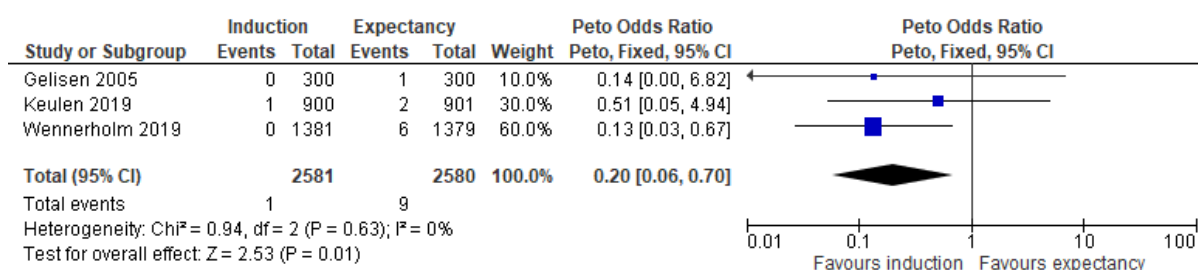 Induction Expectancy Peto Odds Ratio Peto Odds Ratio
Study or Subgroup Events Total Events Total Weight Peto, Fixed, 95% CI Peto, Fixed, 95% CI
Gelisen 2005 0 300 1 300 10.0% 0.14 [0.00, 6.82]
Keulen 2019 1 900 2 901 30.0% 0.51 [0.05, 4.94]
Wennerholm 2019 0 1381 6 1379 60.0% 0.13 [0.03, 0.67]
Total (95% CI) 2581 2580 100.0% 0.20 [0.06, 0.70]
Total events 1 9
Heterogeneity: Chi² = 0.94, df = 2 (P = 0.63); I² = 0%
Test for overall effect: Z = 2.53 (P = 0.01)
0.01 0.1 1 10 100
Favours induction Favours expectancy